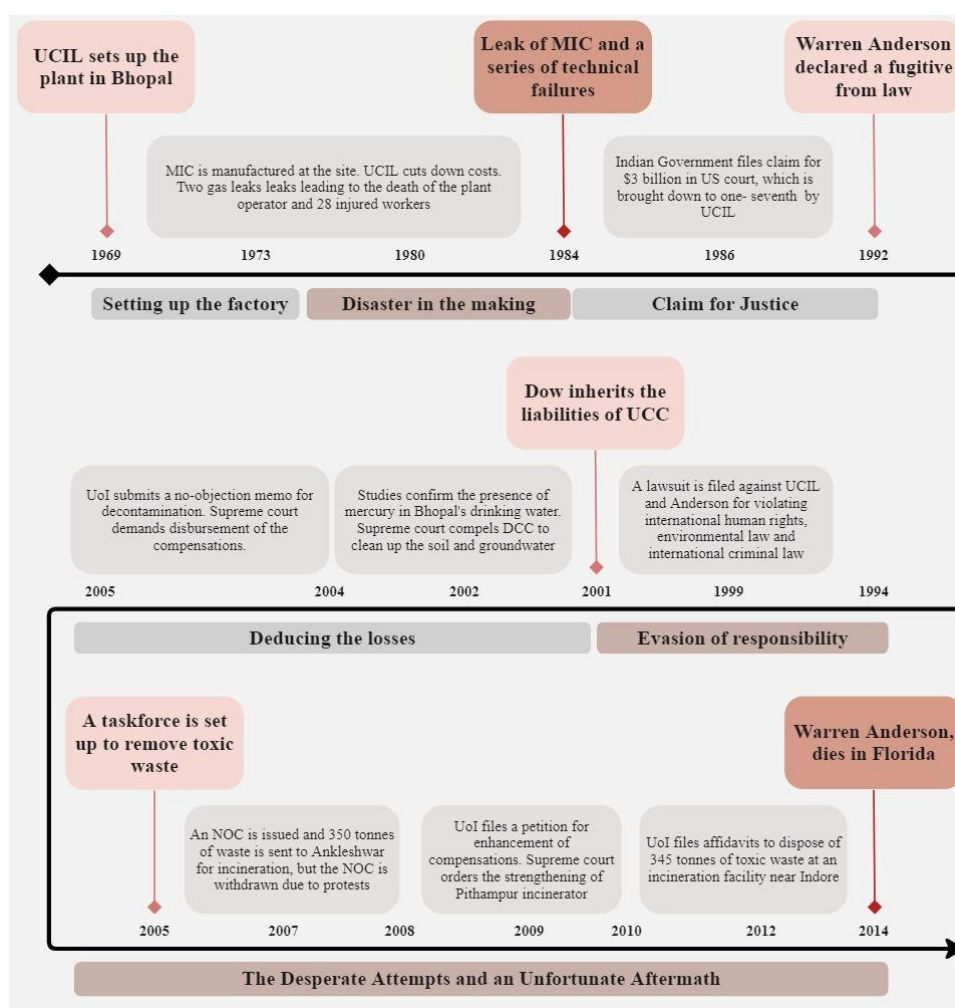 UCIL sets up the
plant in Bhopal
Leak of MIC and a
series of technical
failures
Warren Anderson
declared a fugitive
from law
MIC is manufactured at the site. UCIL cuts down costs.
Two gas leaks leaks leading to the death of the plant
operator and 28 injured workers
Indian Government files claim for
$3 billion in US court, which is
brought down to one- seventh by
UCIL
1969 1973 1980 1984 1986 1992
Setting up the factory Disaster in the making Claim for Justice
Dow inherits the
liabilities of UCC
UoI submits a no-objection memo for
decontamination. Supreme court
demands disbursement of the
compensations.
Studies confirm the presence of
mercury in Bhopal's drinking water.
Supreme court compels DCC to
clean up the soil and groundwater
A lawsuit is filed against UCIL
and Anderson for violating
international human rights,
environmental law and
international criminal law
2005 2004 2002 2001 1999 1994
Deducing the losses Evasion of responsibility
A taskforce is set
up to remove toxic
waste
Warren Anderson,
dies in Florida
An NOC is issued and 350 tonnes
of waste is sent to Ankleshwar
for incineration, but the NOC is
withdrawn due to protests
UoI files a petition for
enhancement of
compensations. Supreme court
orders the strengthening of
Pithampur incinerator
UoI files affidavits to dispose of
345 tonnes of toxic waste at an
incineration facility near Indore
2005 2007 2008 2009 2010 2012 2014
The Desperate Attempts and an Unfortunate Aftermath